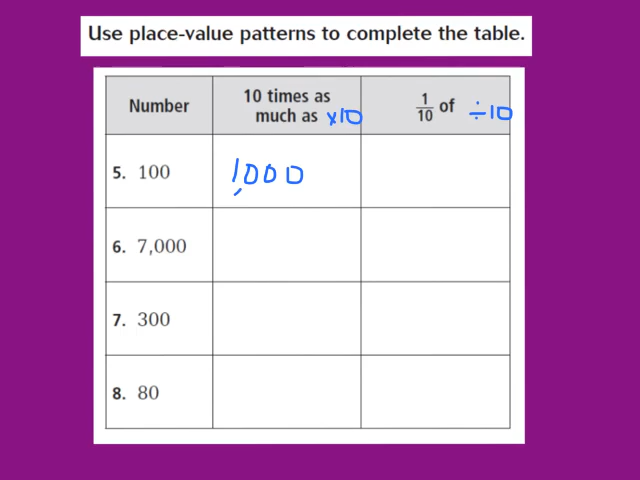 Use place-value patterns to complete the table.
Number
10 times as
much as ×10
1/10 of ÷10
5. 100 1,000
6. 7,000
7. 300
8. 80